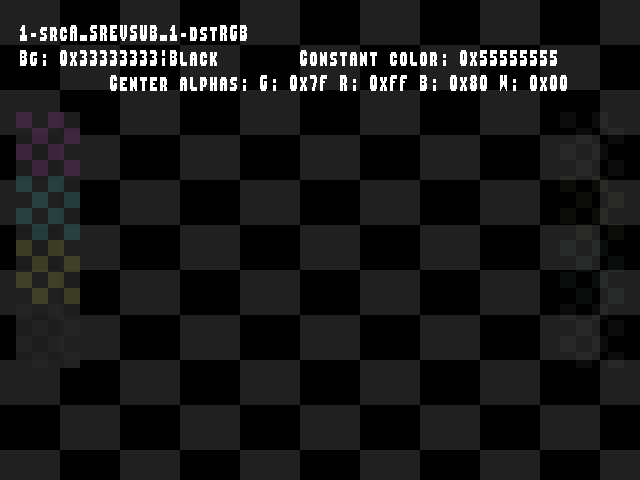 1-srcA_SREVSUB_1-dstRGB
Bg: 0x33333333;Black Constant color: 0x55555555
Center alphas: G: 0x7f R: 0xff B: 0x80 W: 0x00